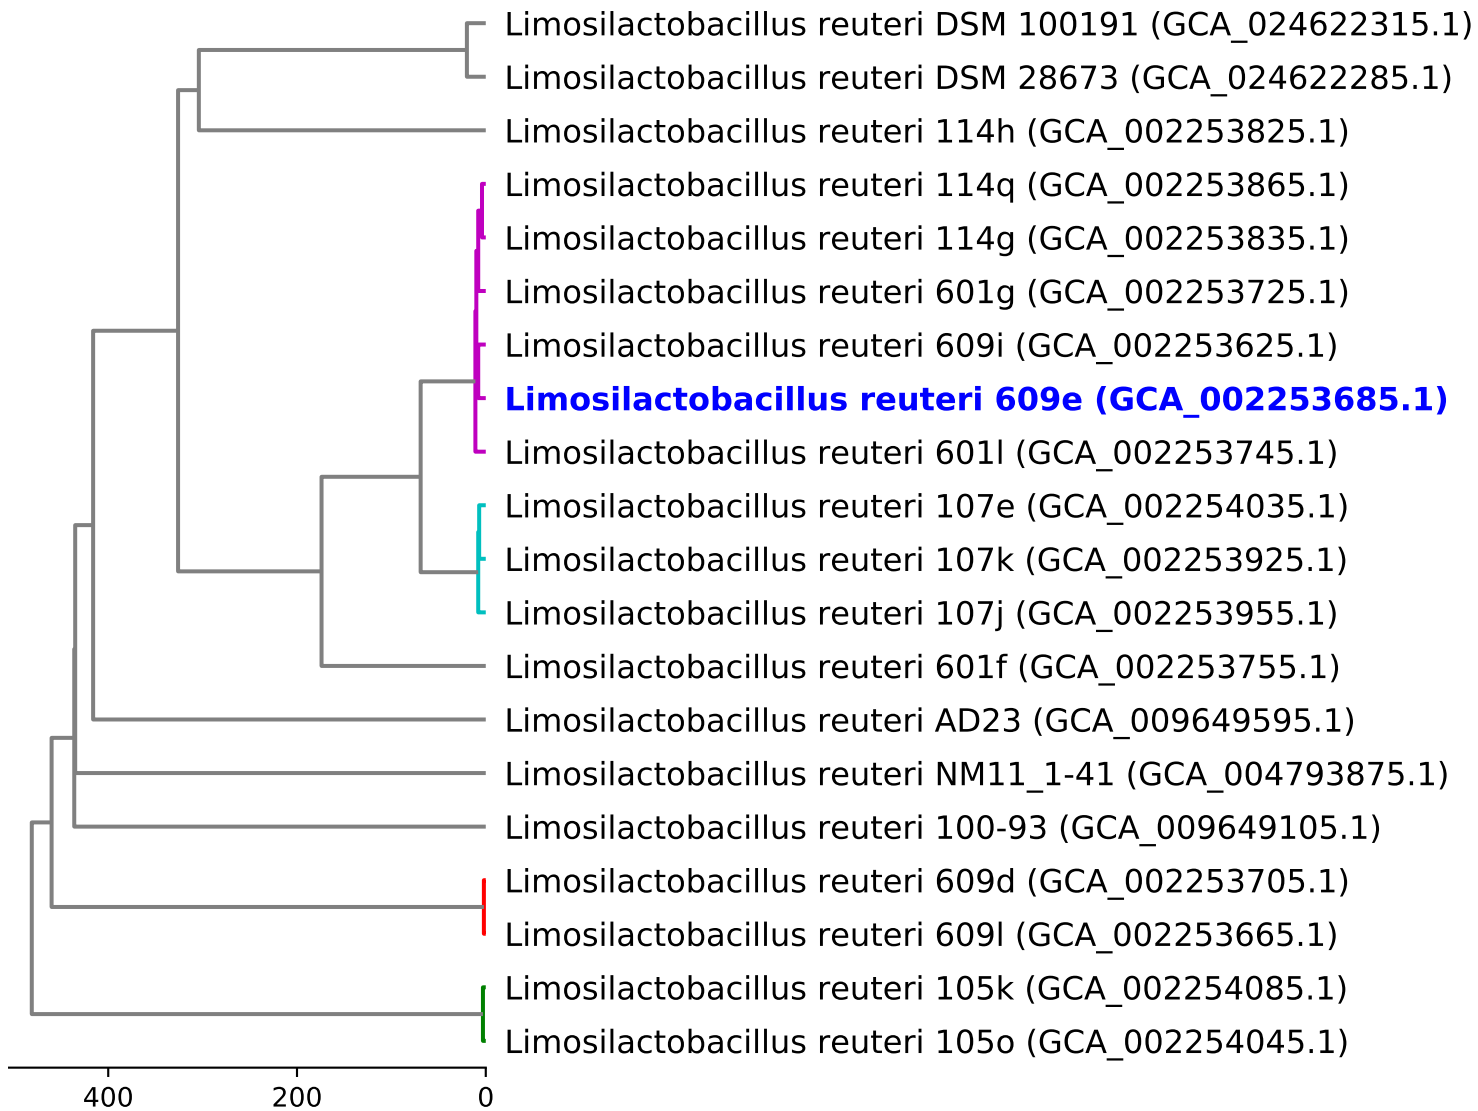 Limosilactobacillus reuteri DSM 100191 (GCA_024622315.1)
Limosilactobacillus reuteri DSM 28673 (GCA_024622285.1)
Limosilactobacillus reuteri 114h (GCA_002253825.1)
Limosilactobacillus reuteri 114q (GCA_002253865.1)
Limosilactobacillus reuteri 114g (GCA_002253835.1)
Limosilactobacillus reuteri 601g (GCA_002253725.1)
Limosilactobacillus reuteri 609i (GCA_002253625.1)
Limosilactobacillus reuteri 609e (GCA_002253685.1)
Limosilactobacillus reuteri 601l (GCA_002253745.1)
Limosilactobacillus reuteri 107e (GCA_002254035.1)
Limosilactobacillus reuteri 107k (GCA_002253925.1)
Limosilactobacillus reuteri 107j (GCA_002253955.1)
Limosilactobacillus reuteri 601f (GCA_002253755.1)
Limosilactobacillus reuteri AD23 (GCA_009649595.1)
Limosilactobacillus reuteri NM11_1-41 (GCA_004793875.1)
Limosilactobacillus reuteri 100-93 (GCA_009649105.1)
Limosilactobacillus reuteri 609d (GCA_002253705.1)
Limosilactobacillus reuteri 609l (GCA_002253665.1)
Limosilactobacillus reuteri 105k (GCA_002254085.1)
Limosilactobacillus reuteri 105o (GCA_002254045.1)
400 200 0